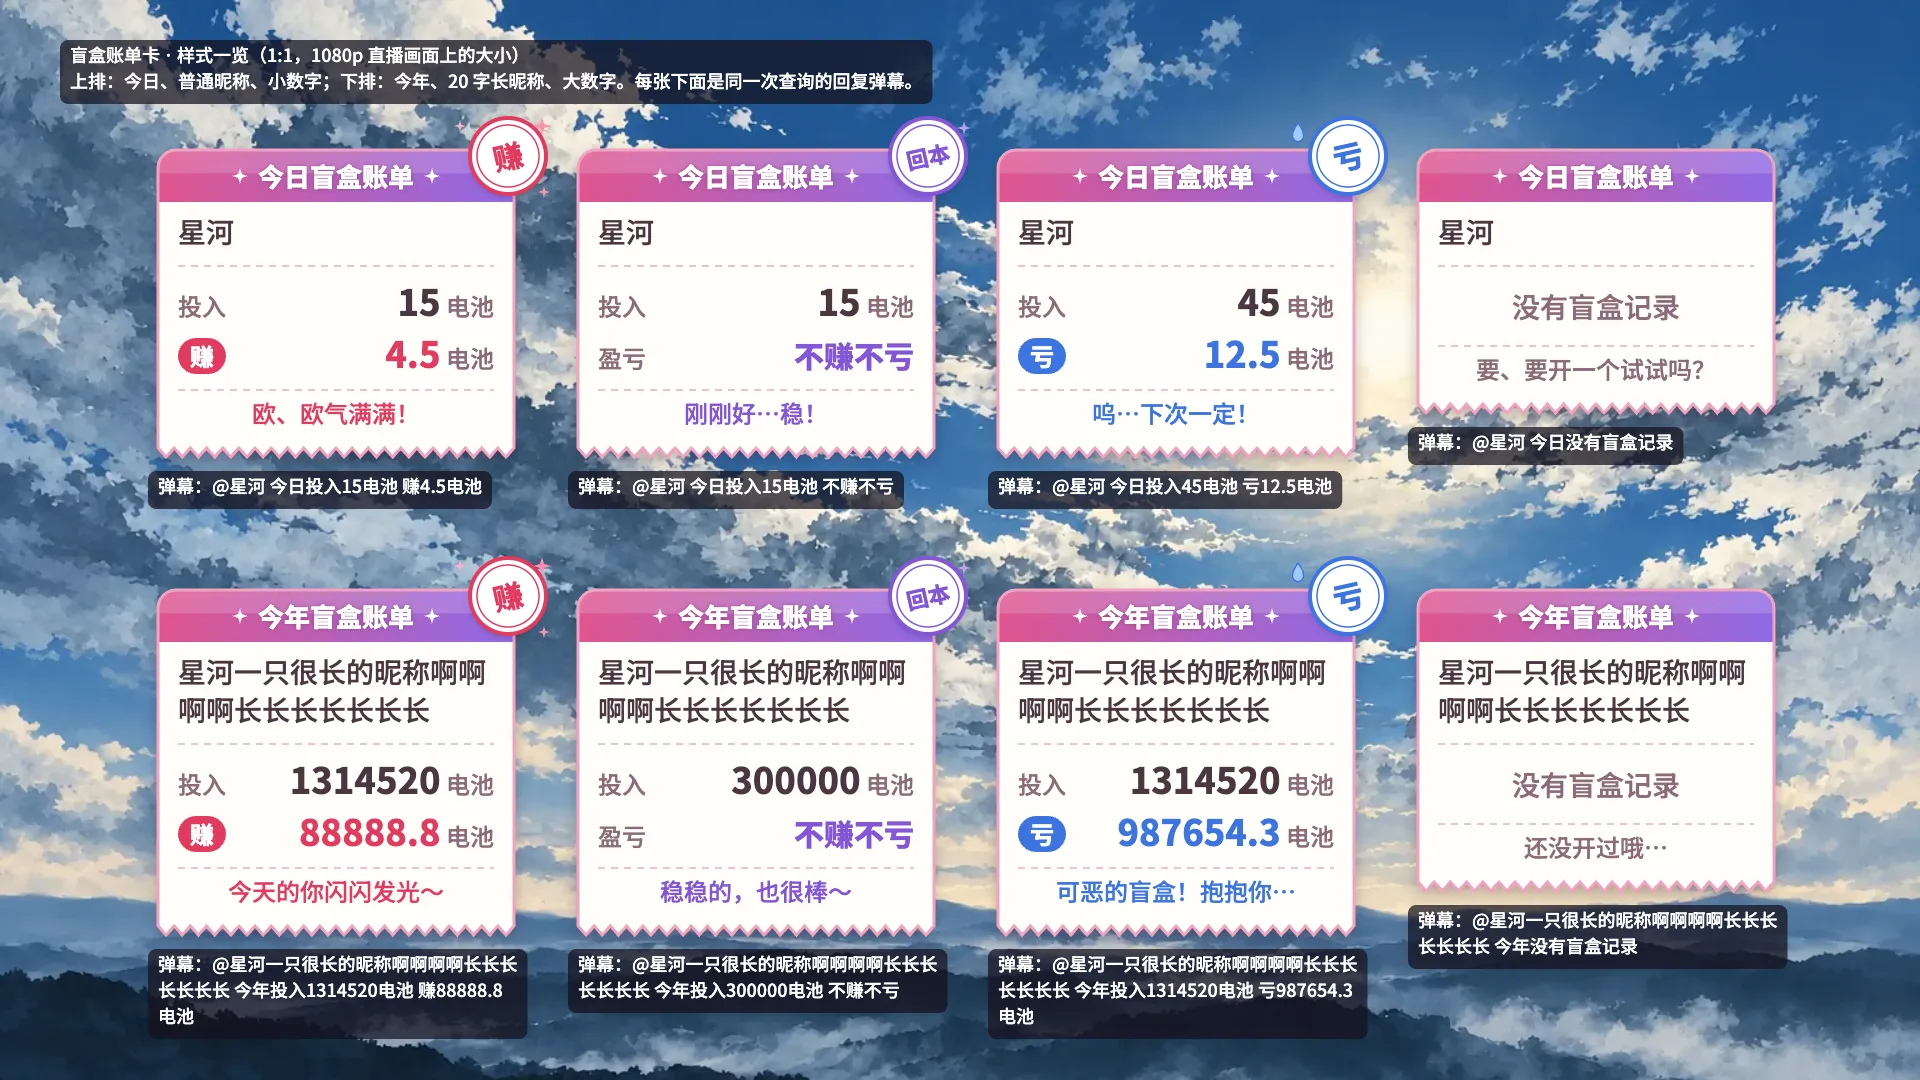 盲盒账单卡 · 样式一览（1:1，1080p 直播画面上的大小）
上排：今日、普通昵称、小数字；下排：今年、20 字长昵称、大数字。每张下面是同一次查询的回复弹幕。
今日盲盒账单
赚
星河
投入 15 电池
赚 4.5 电池
欧、欧气满满！
弹幕：@星河 今日投入15电池 赚4.5电池
今日盲盒账单
回本
星河
投入 15 电池
盈亏 不赚不亏
刚刚好…稳！
弹幕：@星河 今日投入15电池 不赚不亏
今日盲盒账单
亏
星河
投入 45 电池
亏 12.5 电池
呜…下次一定！
弹幕：@星河 今日投入45电池 亏12.5电池
今日盲盒账单
星河
没有盲盒记录
要、要开一个试试吗？
弹幕：@星河 今日没有盲盒记录
今年盲盒账单
赚
星河一只很长的昵称啊啊
啊啊长长长长长长长
投入 1314520 电池
赚 88888.8 电池
今天的你闪闪发光～
弹幕：@星河一只很长的昵称啊啊啊啊长长长
长长长长 今年投入1314520电池 赚88888.8
电池
今年盲盒账单
回本
星河一只很长的昵称啊啊
啊啊长长长长长长长
投入 300000 电池
盈亏 不赚不亏
稳稳的，也很棒～
弹幕：@星河一只很长的昵称啊啊啊啊长长长
长长长长 今年投入300000电池 不赚不亏
今年盲盒账单
亏
星河一只很长的昵称啊啊
啊啊长长长长长长长
投入 1314520 电池
亏 987654.3 电池
可恶的盲盒！抱抱你…
弹幕：@星河一只很长的昵称啊啊啊啊长长长
长长长长 今年投入1314520电池 亏987654.3
电池
今年盲盒账单
星河一只很长的昵称啊啊
啊啊长长长长长长长
没有盲盒记录
还没开过哦…
弹幕：@星河一只很长的昵称啊啊啊啊长长长
长长长长 今年没有盲盒记录